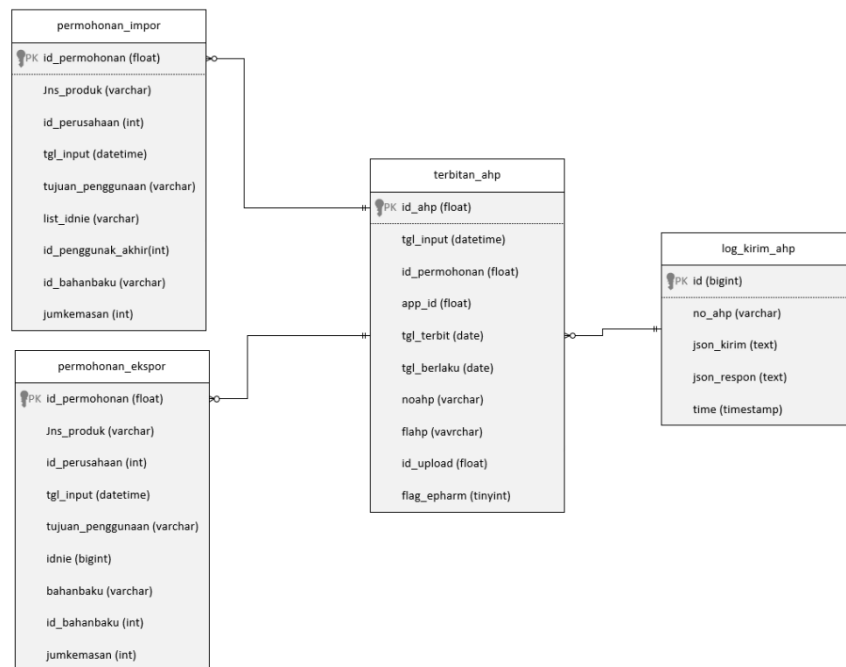 permohonan_impor
PK id_permohonan (float)
Jns_produk (varchar)
id_perusahaan (int)
tgl_input (datetime)
tujuan_penggunaan (varchar)
list_idnie (varchar)
id_penggunak_akhir(int)
id_bahanbaku (varchar)
jumkemasan (int)
permohonan_ekspor
PK id_permohonan (float)
Jns_produk (varchar)
id_perusahaan (int)
tgl_input (datetime)
tujuan_penggunaan (varchar)
idnie (bigint)
bahanbaku (varchar)
id_bahanbaku (int)
jumkemasan (int)
terbitan_ahp
PK id_ahp (float)
tgl_input (datetime)
id_permohonan (float)
app_id (float)
tgl_terbit (date)
tgl_berlaku (date)
noahp (varchar)
flahp (vavrchar)
id_upload (float)
flag_epharm (tinyint)
log_kirim_ahp
PK id (bigint)
no_ahp (varchar)
json_kirim (text)
json_respon (text)
time (timestamp)